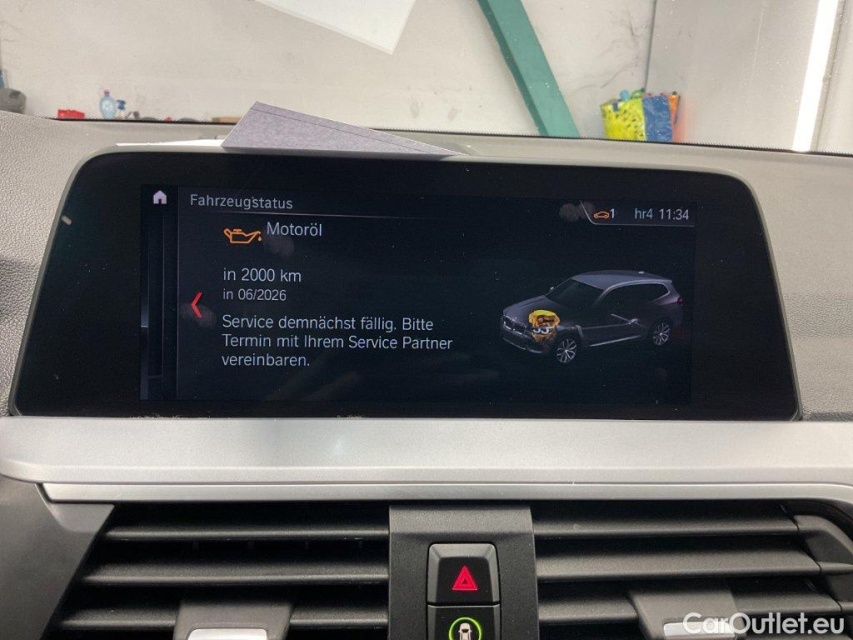 Fahrzeugstatus
1 hr4 11:34
Motoröl
in 2000 km
in 06/2026
Service demnächst fällig. Bitte
Termin mit Ihrem Service Partner
vereinbaren.
CarOutlet.eu